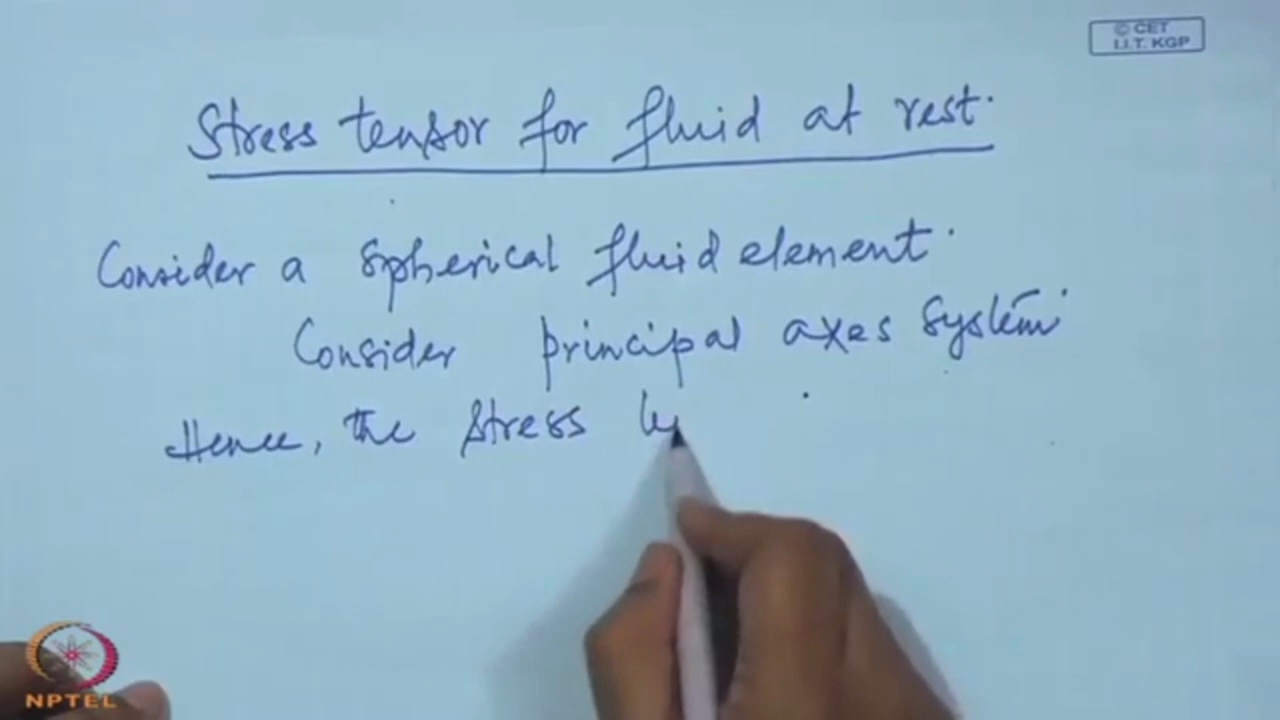 © CET
I.I.T. KGP
Stress tensor for fluid at rest.
Consider a spherical fluid element.
Consider principal axes system.
Hence, the stress
NPTEL